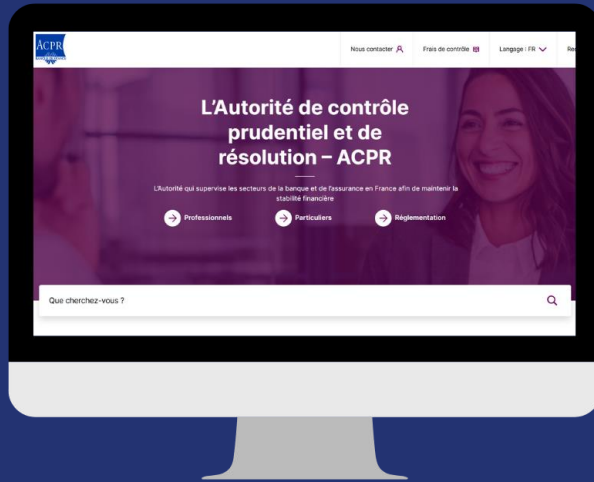 ACPR
Nous contacter
Frais de contrôle
Langage : FR
L'Autorité de contrôle
prudentiel et de
résolution – ACPR
L'Autorité qui supervise les secteurs de la banque et de l'assurance en France afin de maintenir la
stabilité financière
Professionnels
Particuliers
Réglementation
Que cherchez-vous ?